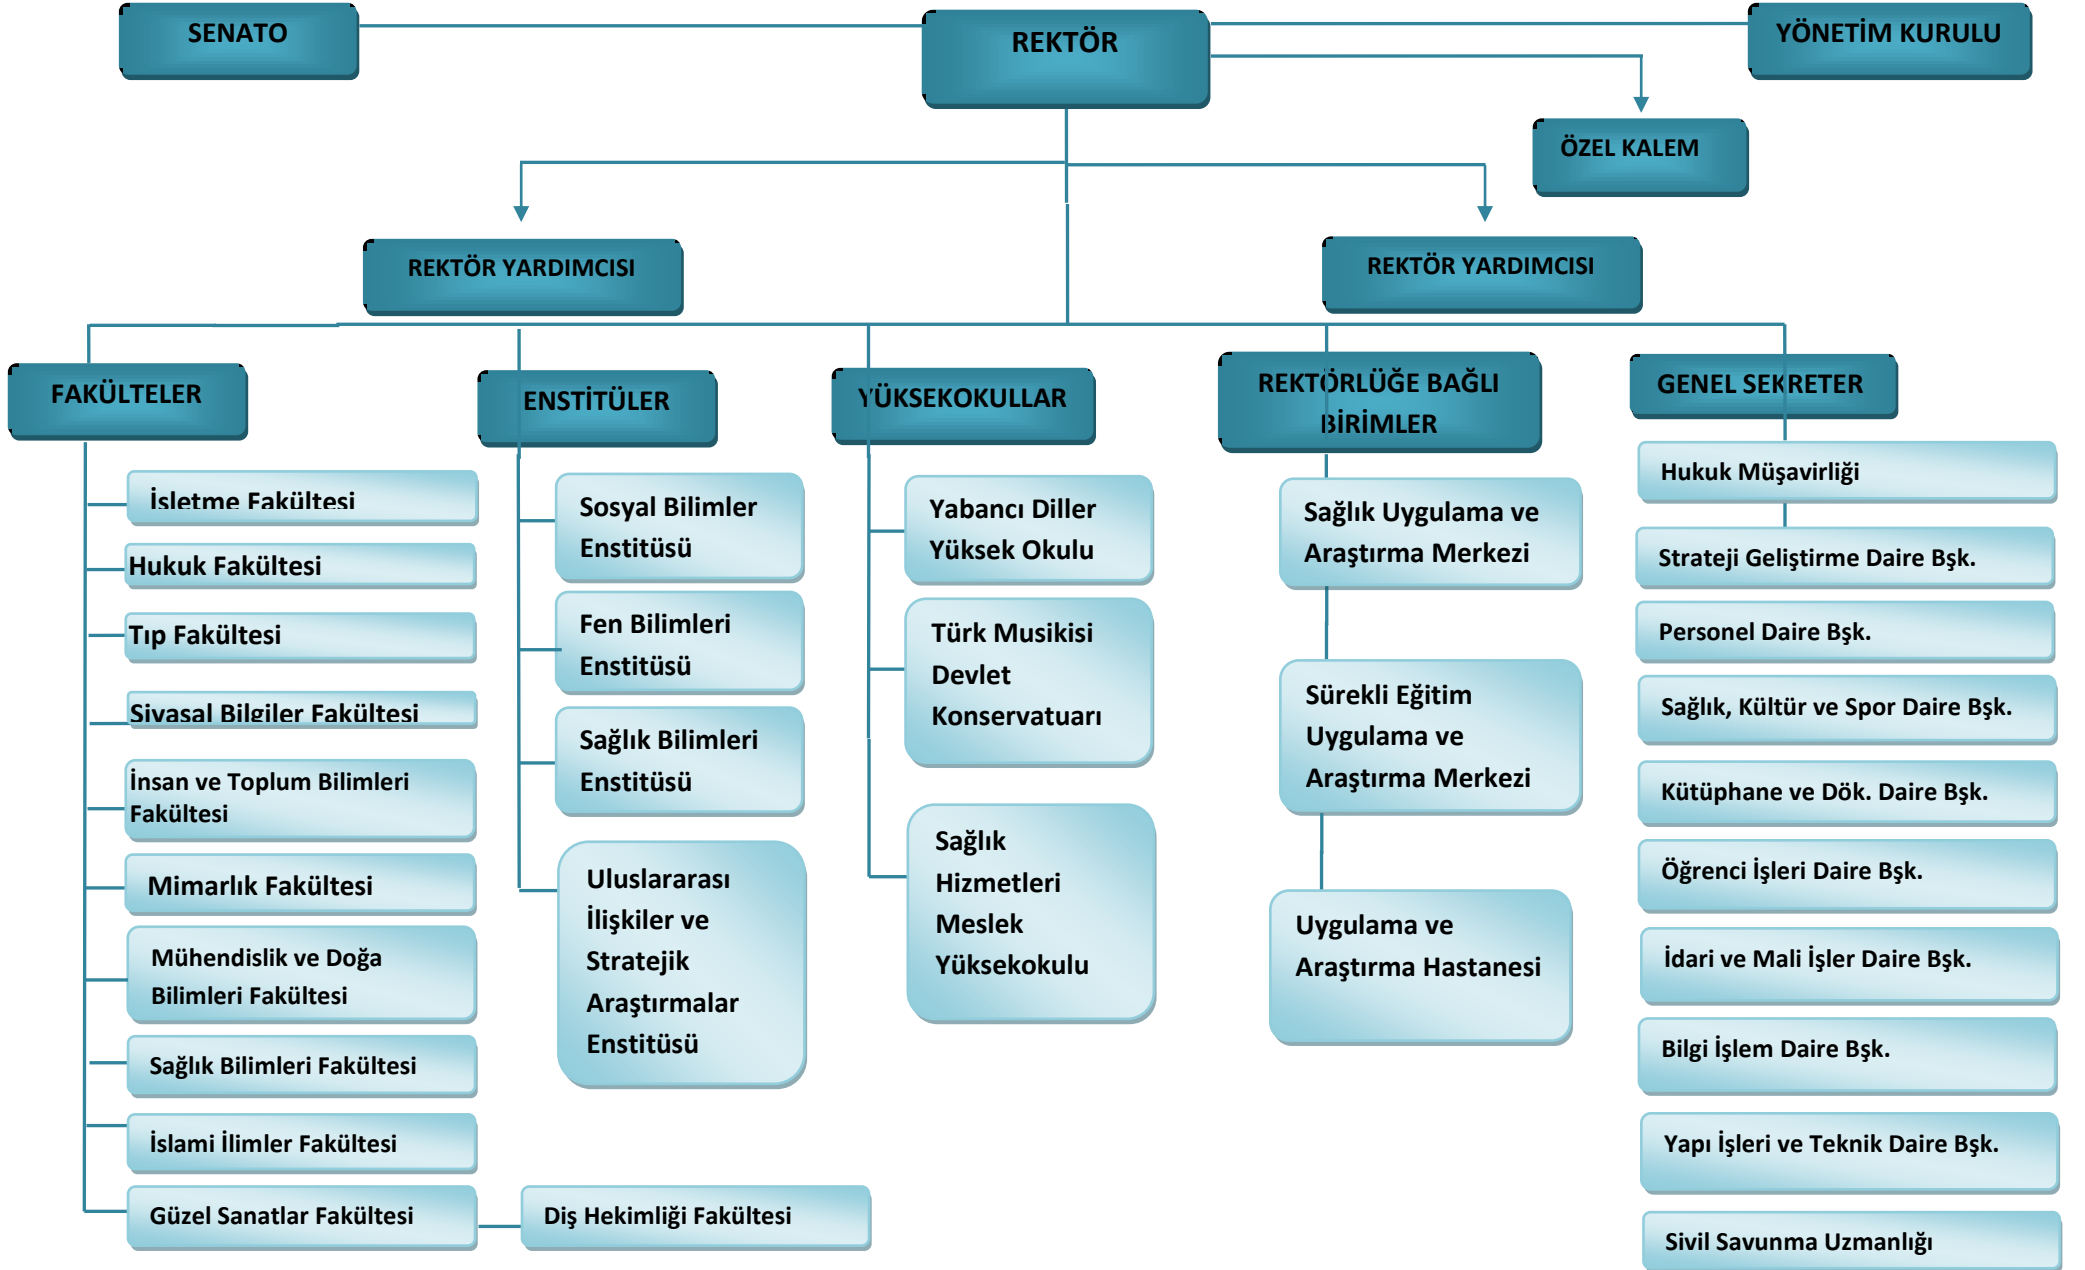 SENATO
REKTÖR
YÖNETİM KURULU
ÖZEL KALEM
REKTÖR YARDIMCISI
REKTÖR YARDIMCISI
FAKÜLTELER
İşletme Fakültesi
Hukuk Fakültesi
Tıp Fakültesi
Siyasal Bilgiler Fakültesi
İnsan ve Toplum Bilimleri
Fakültesi
Mimarlık Fakültesi
Mühendislik ve Doğa
Bilimleri Fakültesi
Sağlık Bilimleri Fakültesi
İslami İlimler Fakültesi
Güzel Sanatlar Fakültesi
Diş Hekimliği Fakültesi
ENSTİTÜLER
Sosyal Bilimler
Enstitüsü
Fen Bilimleri
Enstitüsü
Sağlık Bilimleri
Enstitüsü
Uluslararası
İlişkiler ve
Stratejik
Araştırmalar
Enstitüsü
YÜKSEKOKULLAR
Yabancı Diller
Yüksek Okulu
Türk Musikisi
Devlet
Konservatuarı
Sağlık
Hizmetleri
Meslek
Yüksekokulu
REKTÖRLÜĞE BAĞLI
BİRİMLER
Sağlık Uygulama ve
Araştırma Merkezi
Sürekli Eğitim
Uygulama ve
Araştırma Merkezi
Uygulama ve
Araştırma Hastanesi
GENEL SEKRETER
Hukuk Müşavirliği
Strateji Geliştirme Daire Bşk.
Personel Daire Bşk.
Sağlık, Kültür ve Spor Daire Bşk.
Kütüphane ve Dök. Daire Bşk.
Öğrenci İşleri Daire Bşk.
İdari ve Mali İşler Daire Bşk.
Bilgi İşlem Daire Bşk.
Yapı İşleri ve Teknik Daire Bşk.
Sivil Savunma Uzmanlığı